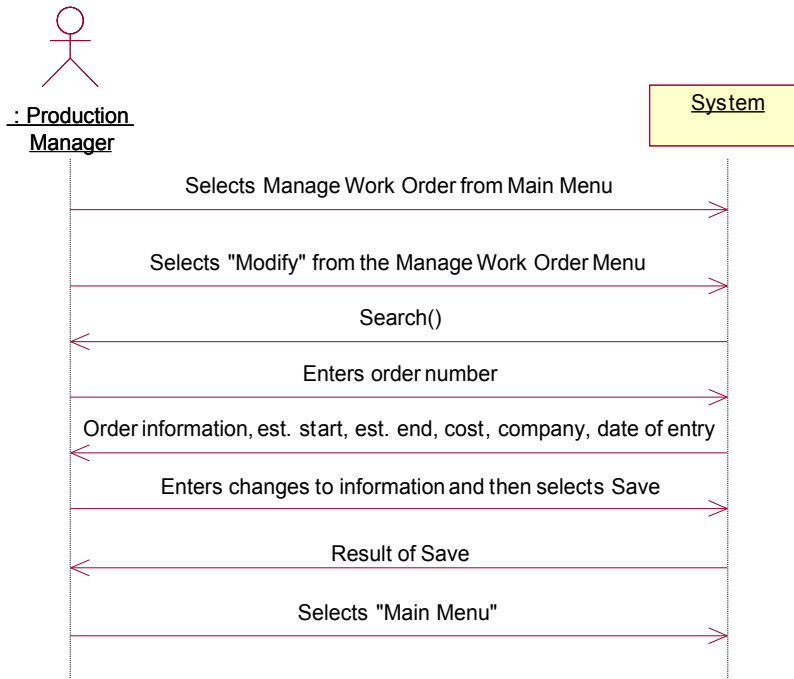 : Production
Manager
System
Selects Manage Work Order from Main Menu
Selects "Modify" from the Manage Work Order Menu
Search()
Enters order number
Order information, est. start, est. end, cost, company, date of entry
Enters changes to information and then selects Save
Result of Save
Selects "Main Menu"